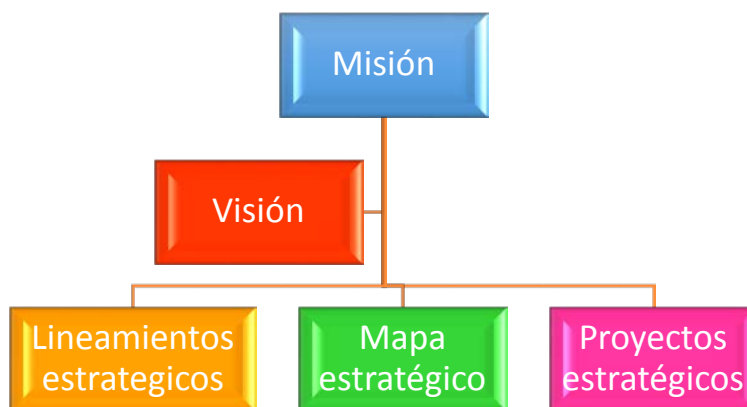 Misión
Visión
Lineamientos
estrategicos
Mapa
estratégico
Proyectos
estratégicos